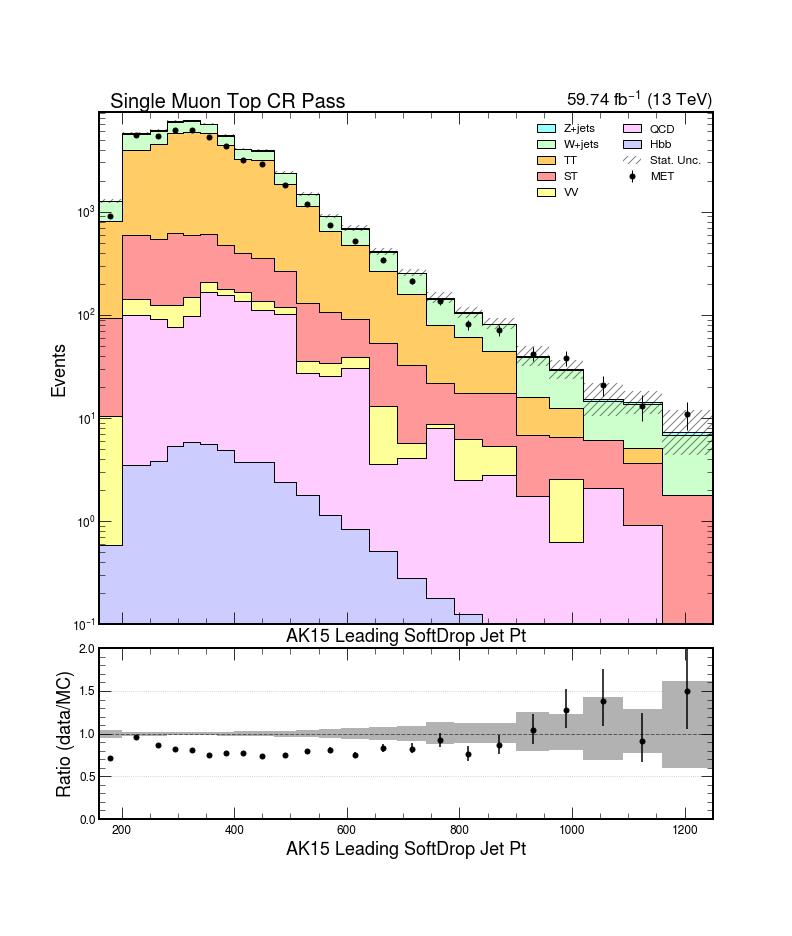 Single Muon Top CR Pass 59.74 fb⁻¹ (13 TeV)
Z+jets QCD
W+jets Hbb
TT Stat. Unc.
ST MET
VV
Events
10³
10²
10¹
10⁰
10⁻¹
AK15 Leading SoftDrop Jet Pt
Ratio (data/MC)
2.0
1.5
1.0
0.5
0.0
200 400 600 800 1000 1200
AK15 Leading SoftDrop Jet Pt